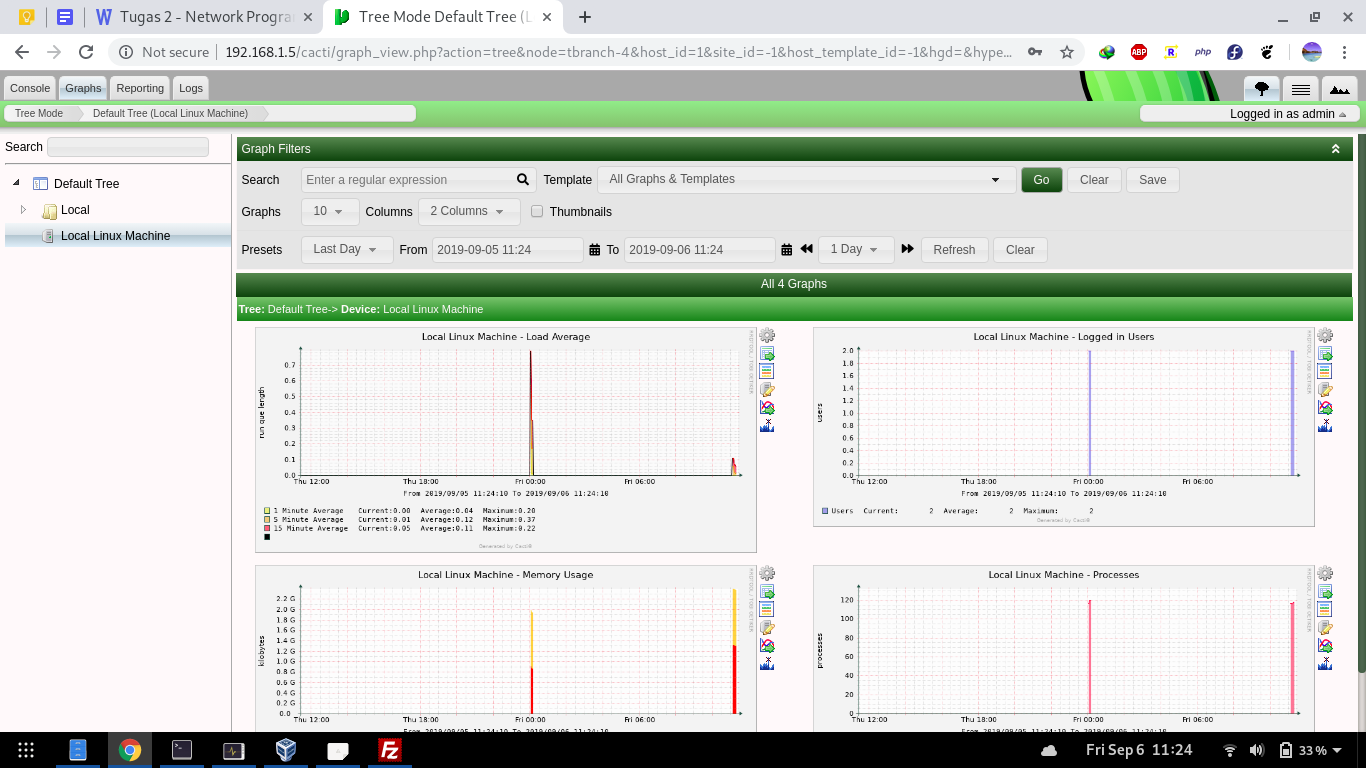 Tugas 2 - Network Progra
Tree Mode Default Tree (L
Not secure 192.168.1.5/cacti/graph_view.php?action=tree&node=tbranch-4&host_id=1&site_id=-1&host_template_id=-1&hgd=&hype...
ABP R php
Console Graphs Reporting Logs
Tree Mode Default Tree (Local Linux Machine) Logged in as admin
Search
Default Tree
Local
Local Linux Machine
Graph Filters
Search Enter a regular expression Template All Graphs & Templates Go Clear Save
Graphs 10 Columns 2 Columns Thumbnails
Presets Last Day From 2019-09-05 11:24 To 2019-09-06 11:24 1 Day Refresh Clear
All 4 Graphs
Tree: Default Tree-> Device: Local Linux Machine
Local Linux Machine - Load Average
run que length
0.7
0.6
0.5
0.4
0.3
0.2
0.1
0.0
Thu 12:00 Thu 18:00 Fri 00:00 Fri 06:00
From 2019/09/05 11:24:10 To 2019/09/06 11:24:10
1 Minute Average Current:0.00 Average:0.04 Maximum:0.20
5 Minute Average Current:0.01 Average:0.12 Maximum:0.37
15 Minute Average Current:0.05 Average:0.11 Maximum:0.22
Generated by Cacti®
RRDTOOL / TOBI OETIKER
Local Linux Machine - Logged in Users
users
2.0
1.8
1.6
1.4
1.2
1.0
0.8
0.6
0.4
0.2
0.0
Thu 12:00 Thu 18:00 Fri 00:00 Fri 06:00
From 2019/09/05 11:24:10 To 2019/09/06 11:24:10
Users Current: 2 Average: 2 Maximum: 2
Generated by Cacti®
RRDTOOL / TOBI OETIKER
Local Linux Machine - Memory Usage
kilobytes
2.2 G
2.0 G
1.8 G
1.6 G
1.4 G
1.2 G
1.0 G
0.8 G
0.6 G
0.4 G
0.2 G
0.0
Thu 12:00 Thu 18:00 Fri 00:00 Fri 06:00
RRDTOOL / TOBI OETIKER
Local Linux Machine - Processes
processes
120
100
80
60
40
20
0
Thu 12:00 Thu 18:00 Fri 00:00 Fri 06:00
RRDTOOL / TOBI OETIKER
Fz
Fri Sep 6 11:24
33 %